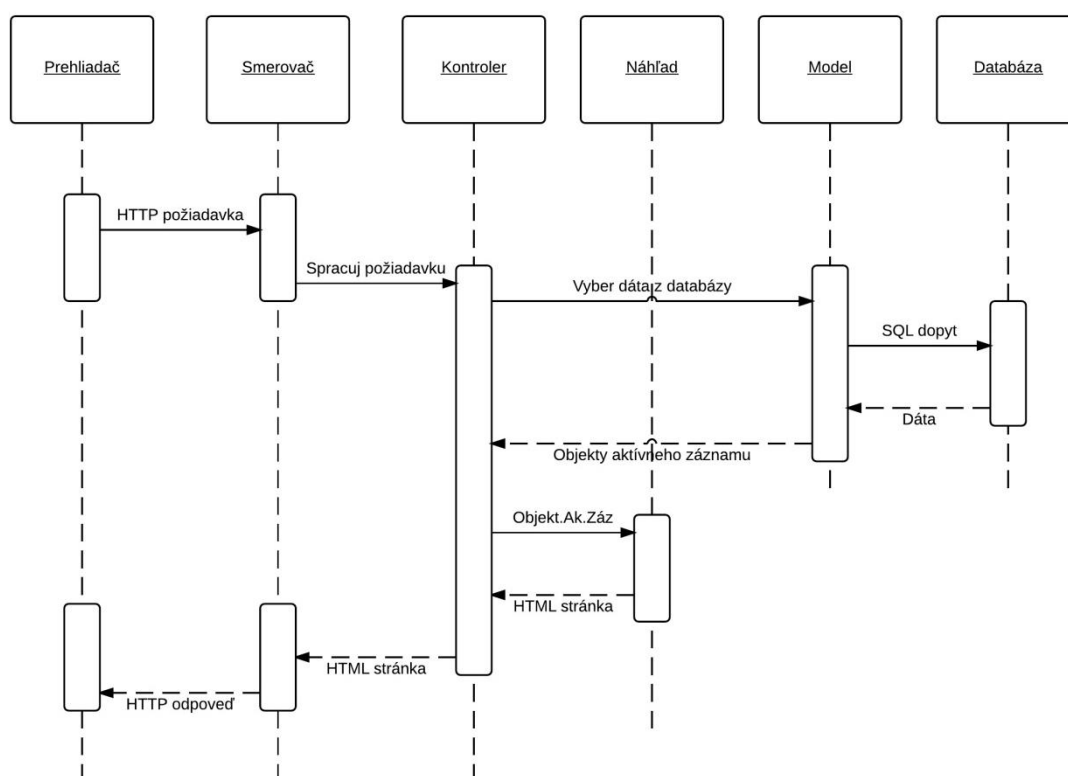 Prehliadač
Smerovač
Kontroler
Náhľad
Model
Databáza
HTTP požiadavka
Spracuj požiadavku
Vyber dáta z databázy
SQL dopyt
Dáta
Objekty aktívneho záznamu
Objekt.Ak.Záz
HTML stránka
HTML stránka
HTTP odpoveď